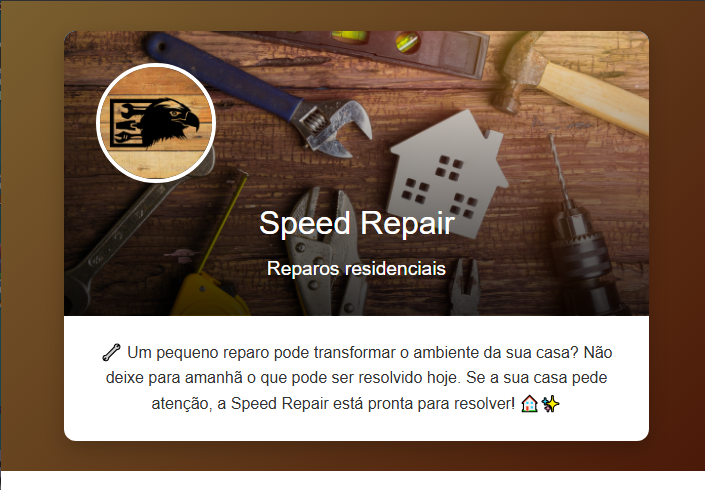 Speed Repair
Reparos residenciais
🔧 Um pequeno reparo pode transformar o ambiente da sua casa? Não
deixe para amanhã o que pode ser resolvido hoje. Se a sua casa pede
atenção, a Speed Repair está pronta para resolver! 🏠✨